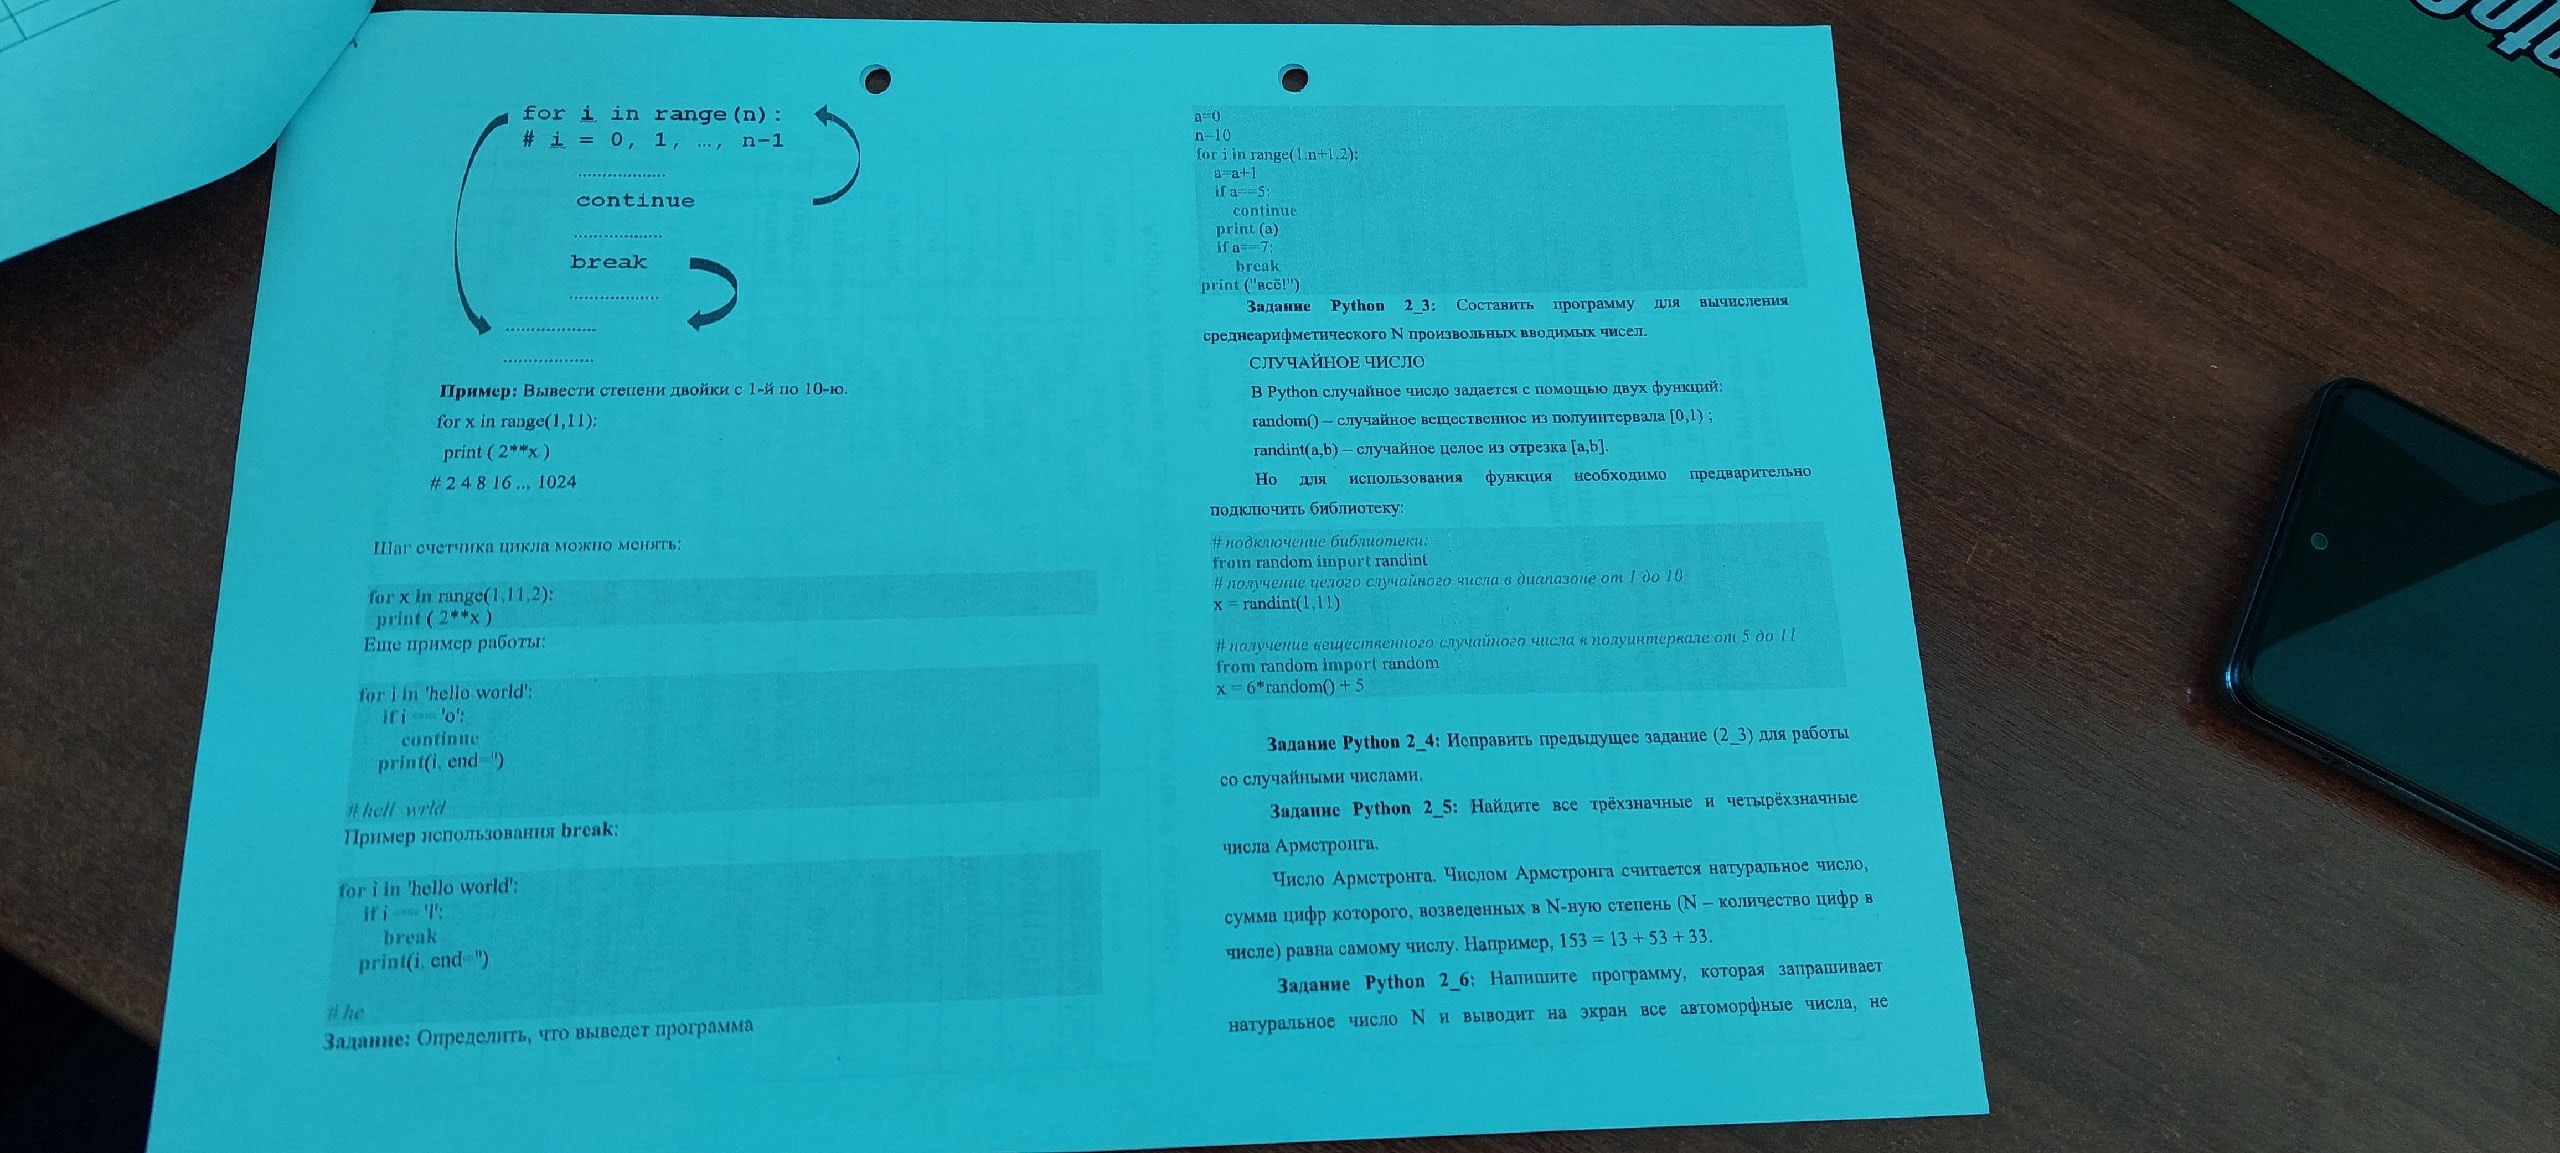 for i in range(n):
# i = 0, 1, …, n-1
....................
continue
....................
break
....................
....................
....................
Пример: Вывести степени двойки с 1-й по 10-ю.
for x in range(1,11):
print ( 2**x )
# 2 4 8 16 ... 1024
Шаг счетчика цикла можно менять:
for x in range(1,11,2):
print ( 2**x )
Еще пример работы:
for i in 'hello world':
if i == 'o':
continue
print(i, end='')
# hell wrld
Пример использования break:
for i in 'hello world':
if i == 'l':
break
print(i, end='')
# he
Задание: Определить, что выведет программа
a=0
n=10
for i in range(1,n+1,2):
a=a+1
if a==5:
continue
print (a)
if a==7:
break
print ("всё!")
Задание Python 2_3: Составить программу для вычисления
среднеарифметического N произвольных вводимых чисел.
СЛУЧАЙНОЕ ЧИСЛО
В Python случайное число задается с помощью двух функций:
random() – случайное вещественное из полуинтервала [0,1) ;
randint(a,b) – случайное целое из отрезка [a,b].
Но для использования функция необходимо предварительно
подключить библиотеку:
# подключение библиотеки:
from random import randint
# получение целого случайного числа в диапазоне от 1 до 10
x = randint(1,11)
# получение вещественного случайного числа в полуинтервале от 5 до 11
from random import random
x = 6*random() + 5
Задание Python 2_4: Исправить предыдущее задание (2_3) для работы
со случайными числами.
Задание Python 2_5: Найдите все трёхзначные и четырёхзначные
числа Армстронга.
Число Армстронга. Числом Армстронга считается натуральное число,
сумма цифр которого, возведенных в N-ную степень (N – количество цифр в
числе) равна самому числу. Например, 153 = 13 + 53 + 33.
Задание Python 2_6: Напишите программу, которая запрашивает
натуральное число N и выводит на экран все автоморфные числа, не